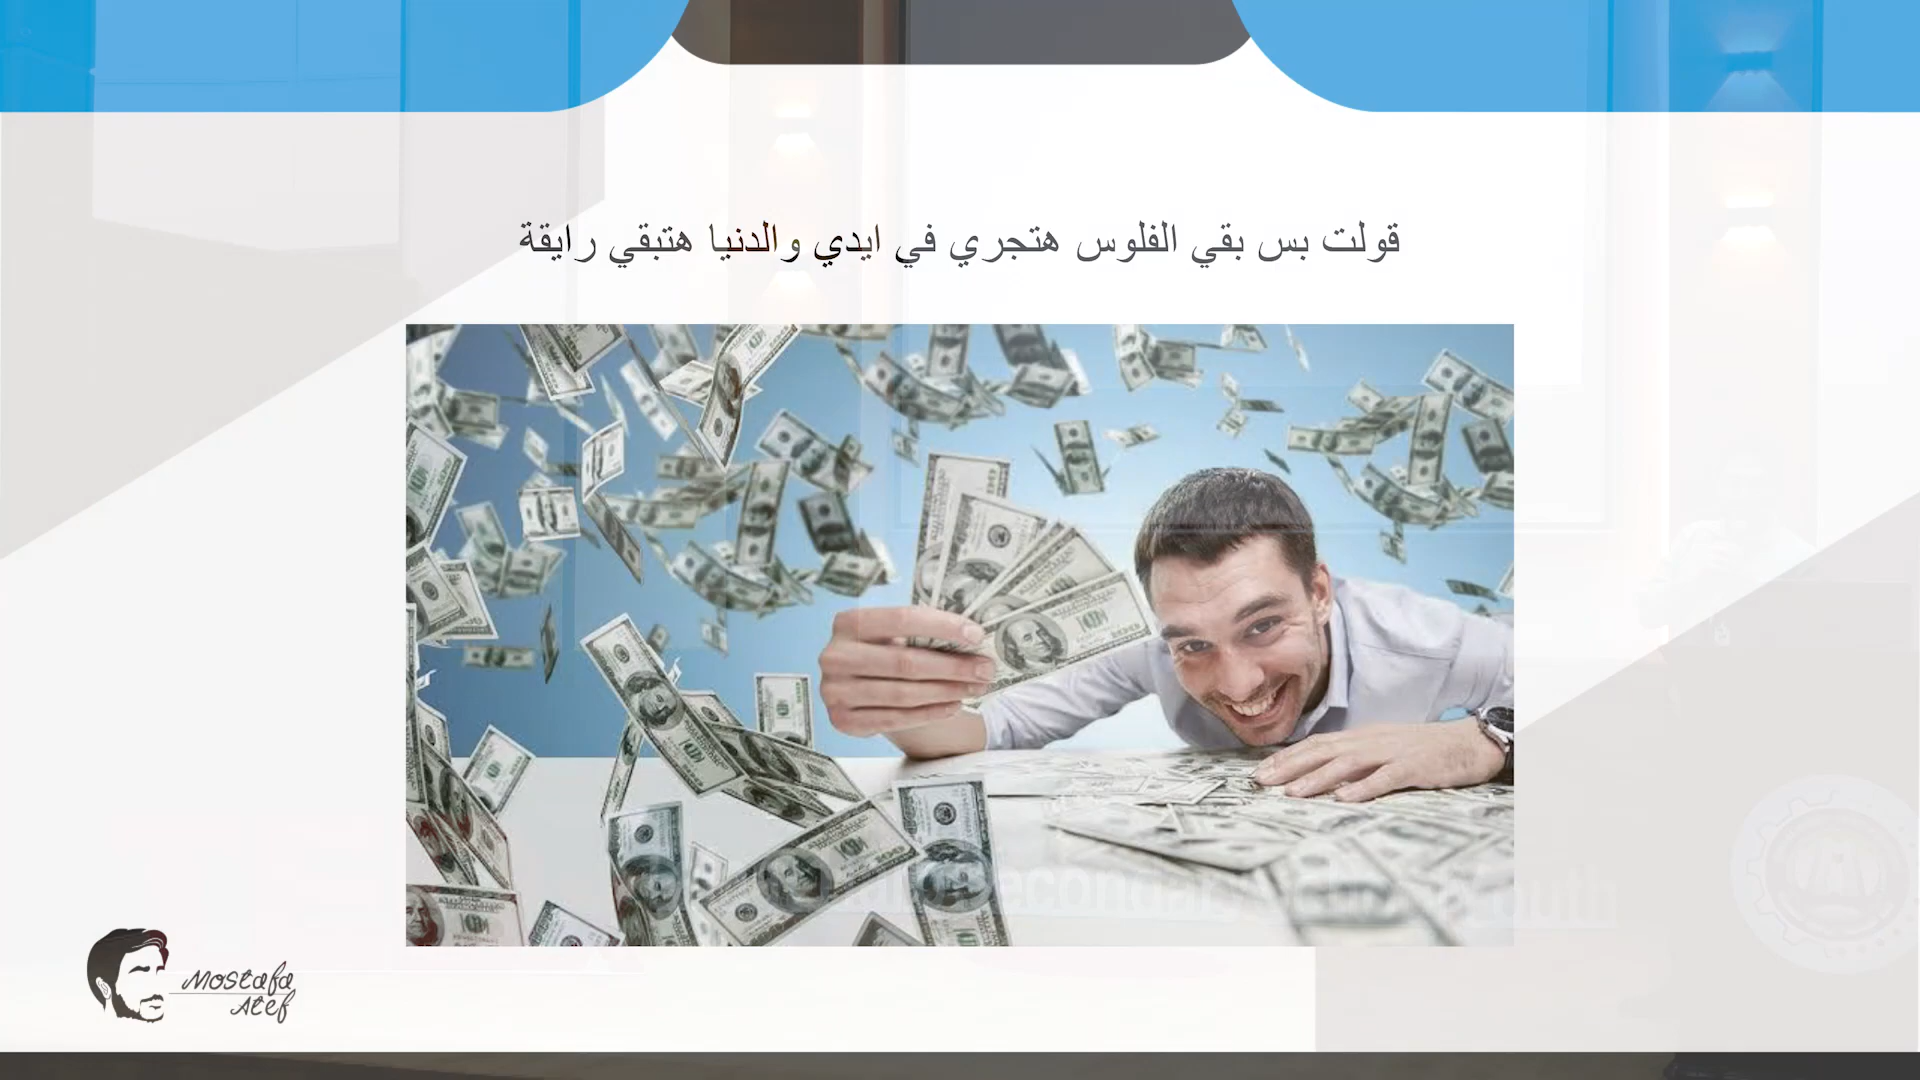 قولت بس بقي الفلوس هتجري في ايدي والدنيا هتبقي رايقة
Mostafa
Atef